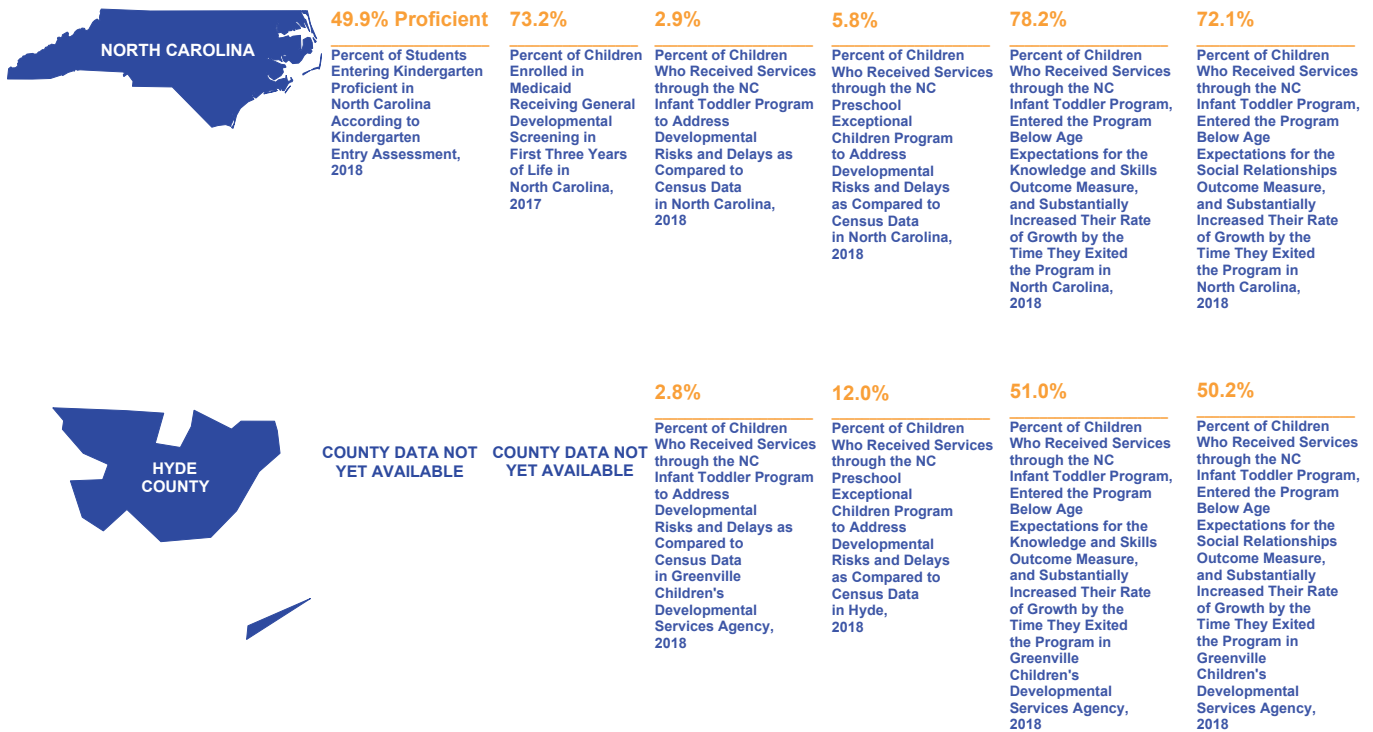 NORTH CAROLINA
49.9% Proficient
Percent of Students
Entering Kindergarten
Proficient in
North Carolina
According to
Kindergarten
Entry Assessment,
2018
73.2%
Percent of Children
Enrolled in
Medicaid
Receiving General
Developmental
Screening in
First Three Years
of Life in
North Carolina,
2017
2.9%
Percent of Children
Who Received Services
through the NC
Infant Toddler Program
to Address
Developmental
Risks and Delays as
Compared to
Census Data
in North Carolina,
2018
5.8%
Percent of Children
Who Received Services
through the NC
Preschool
Exceptional
Children Program
to Address
Developmental
Risks and Delays
as Compared to
Census Data
in North Carolina,
2018
78.2%
Percent of Children
Who Received Services
through the NC
Infant Toddler Program,
Entered the Program
Below Age
Expectations for the
Knowledge and Skills
Outcome Measure,
and Substantially
Increased Their Rate
of Growth by the
Time They Exited
the Program in
North Carolina,
2018
72.1%
Percent of Children
Who Received Services
through the NC
Infant Toddler Program,
Entered the Program
Below Age
Expectations for the
Social Relationships
Outcome Measure,
and Substantially
Increased Their Rate
of Growth by the
Time They Exited
the Program in
North Carolina,
2018
HYDE
COUNTY
COUNTY DATA NOT
YET AVAILABLE
COUNTY DATA NOT
YET AVAILABLE
2.8%
Percent of Children
Who Received Services
through the NC
Infant Toddler Program
to Address
Developmental
Risks and Delays as
Compared to
Census Data
in Greenville
Children's
Developmental
Services Agency,
2018
12.0%
Percent of Children
Who Received Services
through the NC
Preschool
Exceptional
Children Program
to Address
Developmental
Risks and Delays
as Compared to
Census Data
in Hyde,
2018
51.0%
Percent of Children
Who Received Services
through the NC
Infant Toddler Program,
Entered the Program
Below Age
Expectations for the
Knowledge and Skills
Outcome Measure,
and Substantially
Increased Their Rate
of Growth by the
Time They Exited
the Program in
Greenville
Children's
Developmental
Services Agency,
2018
50.2%
Percent of Children
Who Received Services
through the NC
Infant Toddler Program,
Entered the Program
Below Age
Expectations for the
Social Relationships
Outcome Measure,
and Substantially
Increased Their Rate
of Growth by the
Time They Exited
the Program in
Greenville
Children's
Developmental
Services Agency,
2018